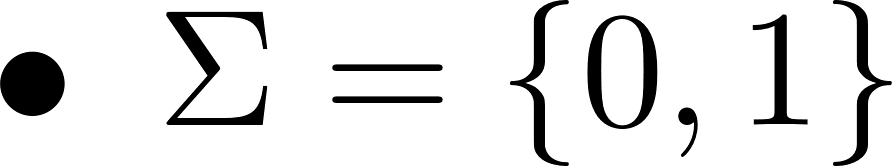 • Σ = {0, 1}